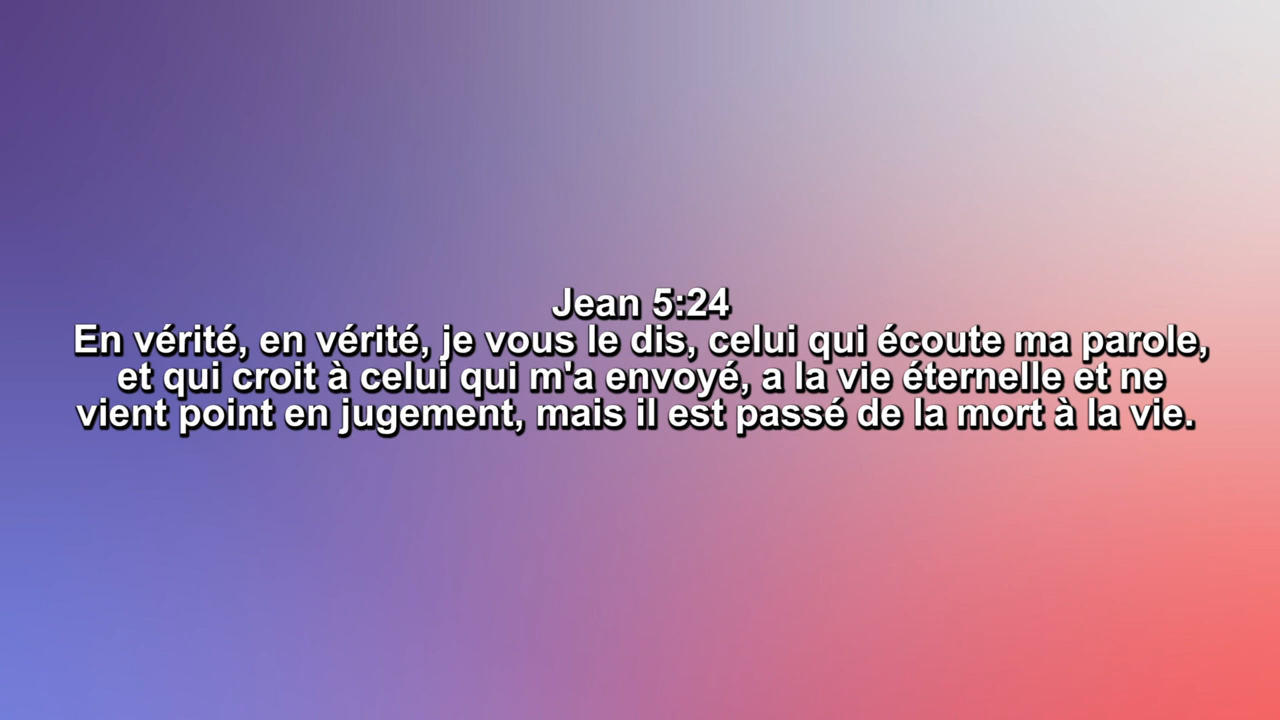 Jean 5:24
En vérité, en vérité, je vous le dis, celui qui écoute ma parole,
et qui croit à celui qui m'a envoyé, a la vie éternelle et ne
vient point en jugement, mais il est passé de la mort à la vie.